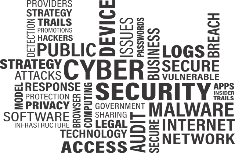 PROVIDERS
STRATEGY
TRAILS
PROMOTIONS
HACKERS
DETECTION
PUBLIC
DEVICE
ISSUES
PASSWORDS
BUSINESS
LOGS
BREACH
STRATEGY
ATTACKS
CYBER
SECURE
VULNERABLE
MODEL
RESPONSE
PROTECTION
PRIVACY
SOFTWARE
INFRASTRUCTURE
BROWSER
COMPUTING
SECURITY
APPS
INSIDER
TRAILS
GOVERNMENT
SHARING
LEGAL
TECHNOLOGY
ACCESS
AUDIT
SECURE
MALWARE
INTERNET
NETWORK